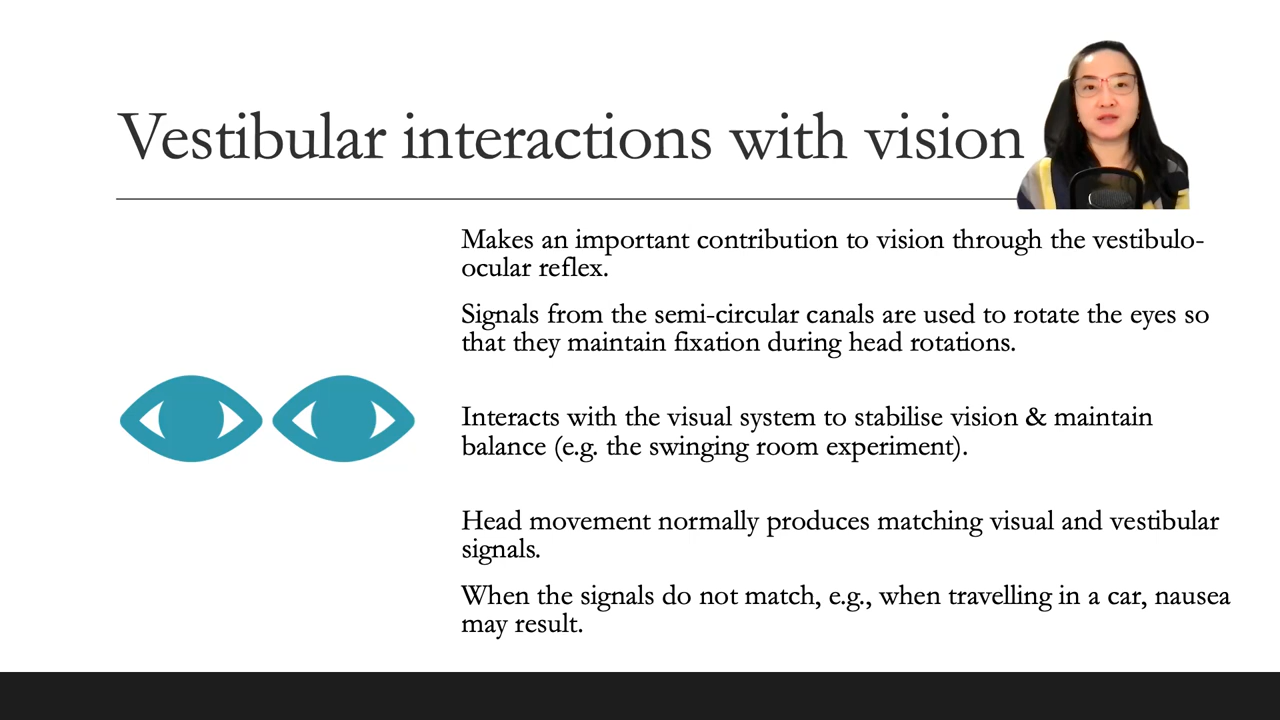 Vestibular interactions with vision
Makes an important contribution to vision through the vestibulo-
ocular reflex.
Signals from the semi-circular canals are used to rotate the eyes so
that they maintain fixation during head rotations.
Interacts with the visual system to stabilise vision & maintain
balance (e.g. the swinging room experiment).
Head movement normally produces matching visual and vestibular
signals.
When the signals do not match, e.g., when travelling in a car, nausea
may result.